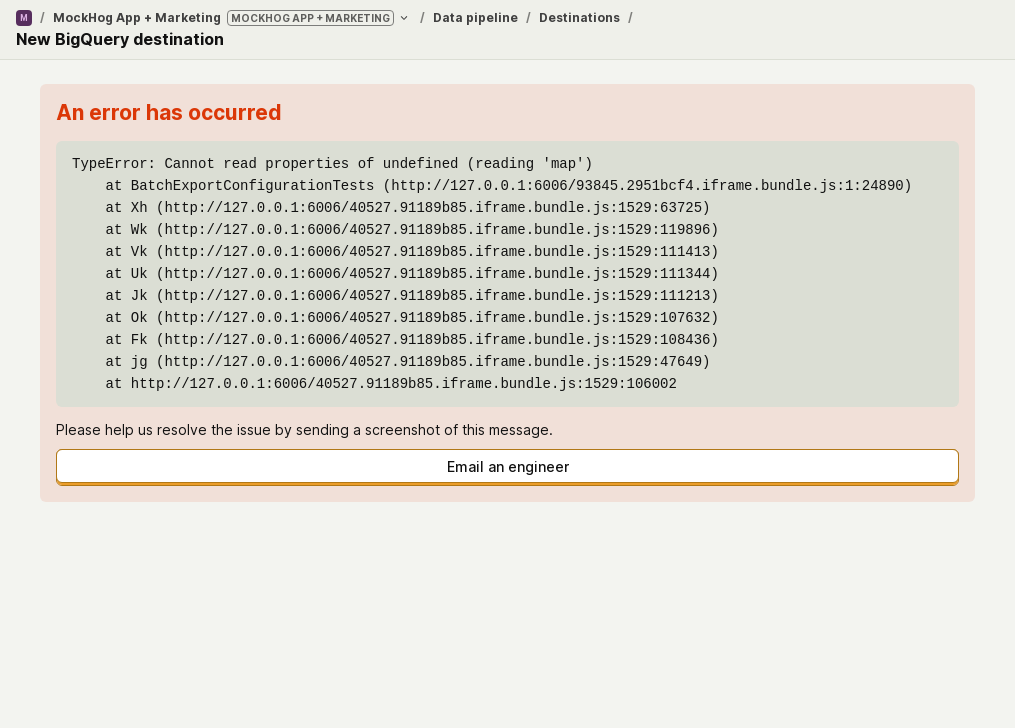 M / MockHog App + Marketing MOCKHOG APP + MARKETING / Data pipeline / Destinations /
New BigQuery destination
An error has occurred
TypeError: Cannot read properties of undefined (reading 'map')
    at BatchExportConfigurationTests (http://127.0.0.1:6006/93845.2951bcf4.iframe.bundle.js:1:24890)
    at Xh (http://127.0.0.1:6006/40527.91189b85.iframe.bundle.js:1529:63725)
    at Wk (http://127.0.0.1:6006/40527.91189b85.iframe.bundle.js:1529:119896)
    at Vk (http://127.0.0.1:6006/40527.91189b85.iframe.bundle.js:1529:111413)
    at Uk (http://127.0.0.1:6006/40527.91189b85.iframe.bundle.js:1529:111344)
    at Jk (http://127.0.0.1:6006/40527.91189b85.iframe.bundle.js:1529:111213)
    at Ok (http://127.0.0.1:6006/40527.91189b85.iframe.bundle.js:1529:107632)
    at Fk (http://127.0.0.1:6006/40527.91189b85.iframe.bundle.js:1529:108436)
    at jg (http://127.0.0.1:6006/40527.91189b85.iframe.bundle.js:1529:47649)
    at http://127.0.0.1:6006/40527.91189b85.iframe.bundle.js:1529:106002
Please help us resolve the issue by sending a screenshot of this message.
Email an engineer